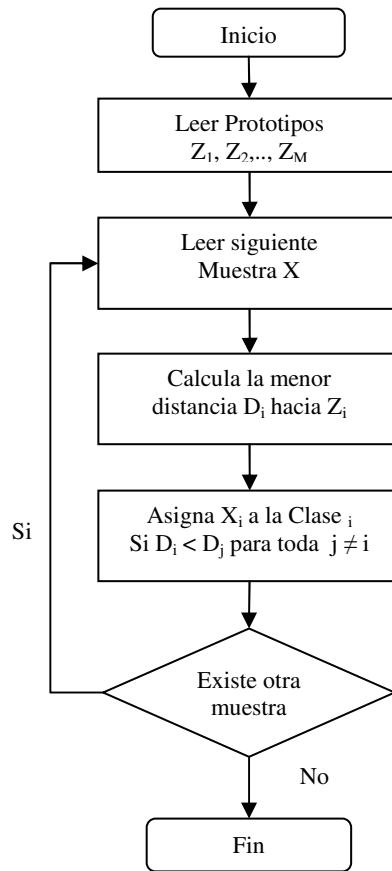 Inicio
Leer Prototipos
Z₁, Z₂,.., Z_M
Leer siguiente
Muestra X
Calcula la menor
distancia Dᵢ hacia Zᵢ
Asigna Xᵢ a la Clase ᵢ
Si Dᵢ < Dⱼ para toda j ≠ i
Si
Existe otra
muestra
No
Fin